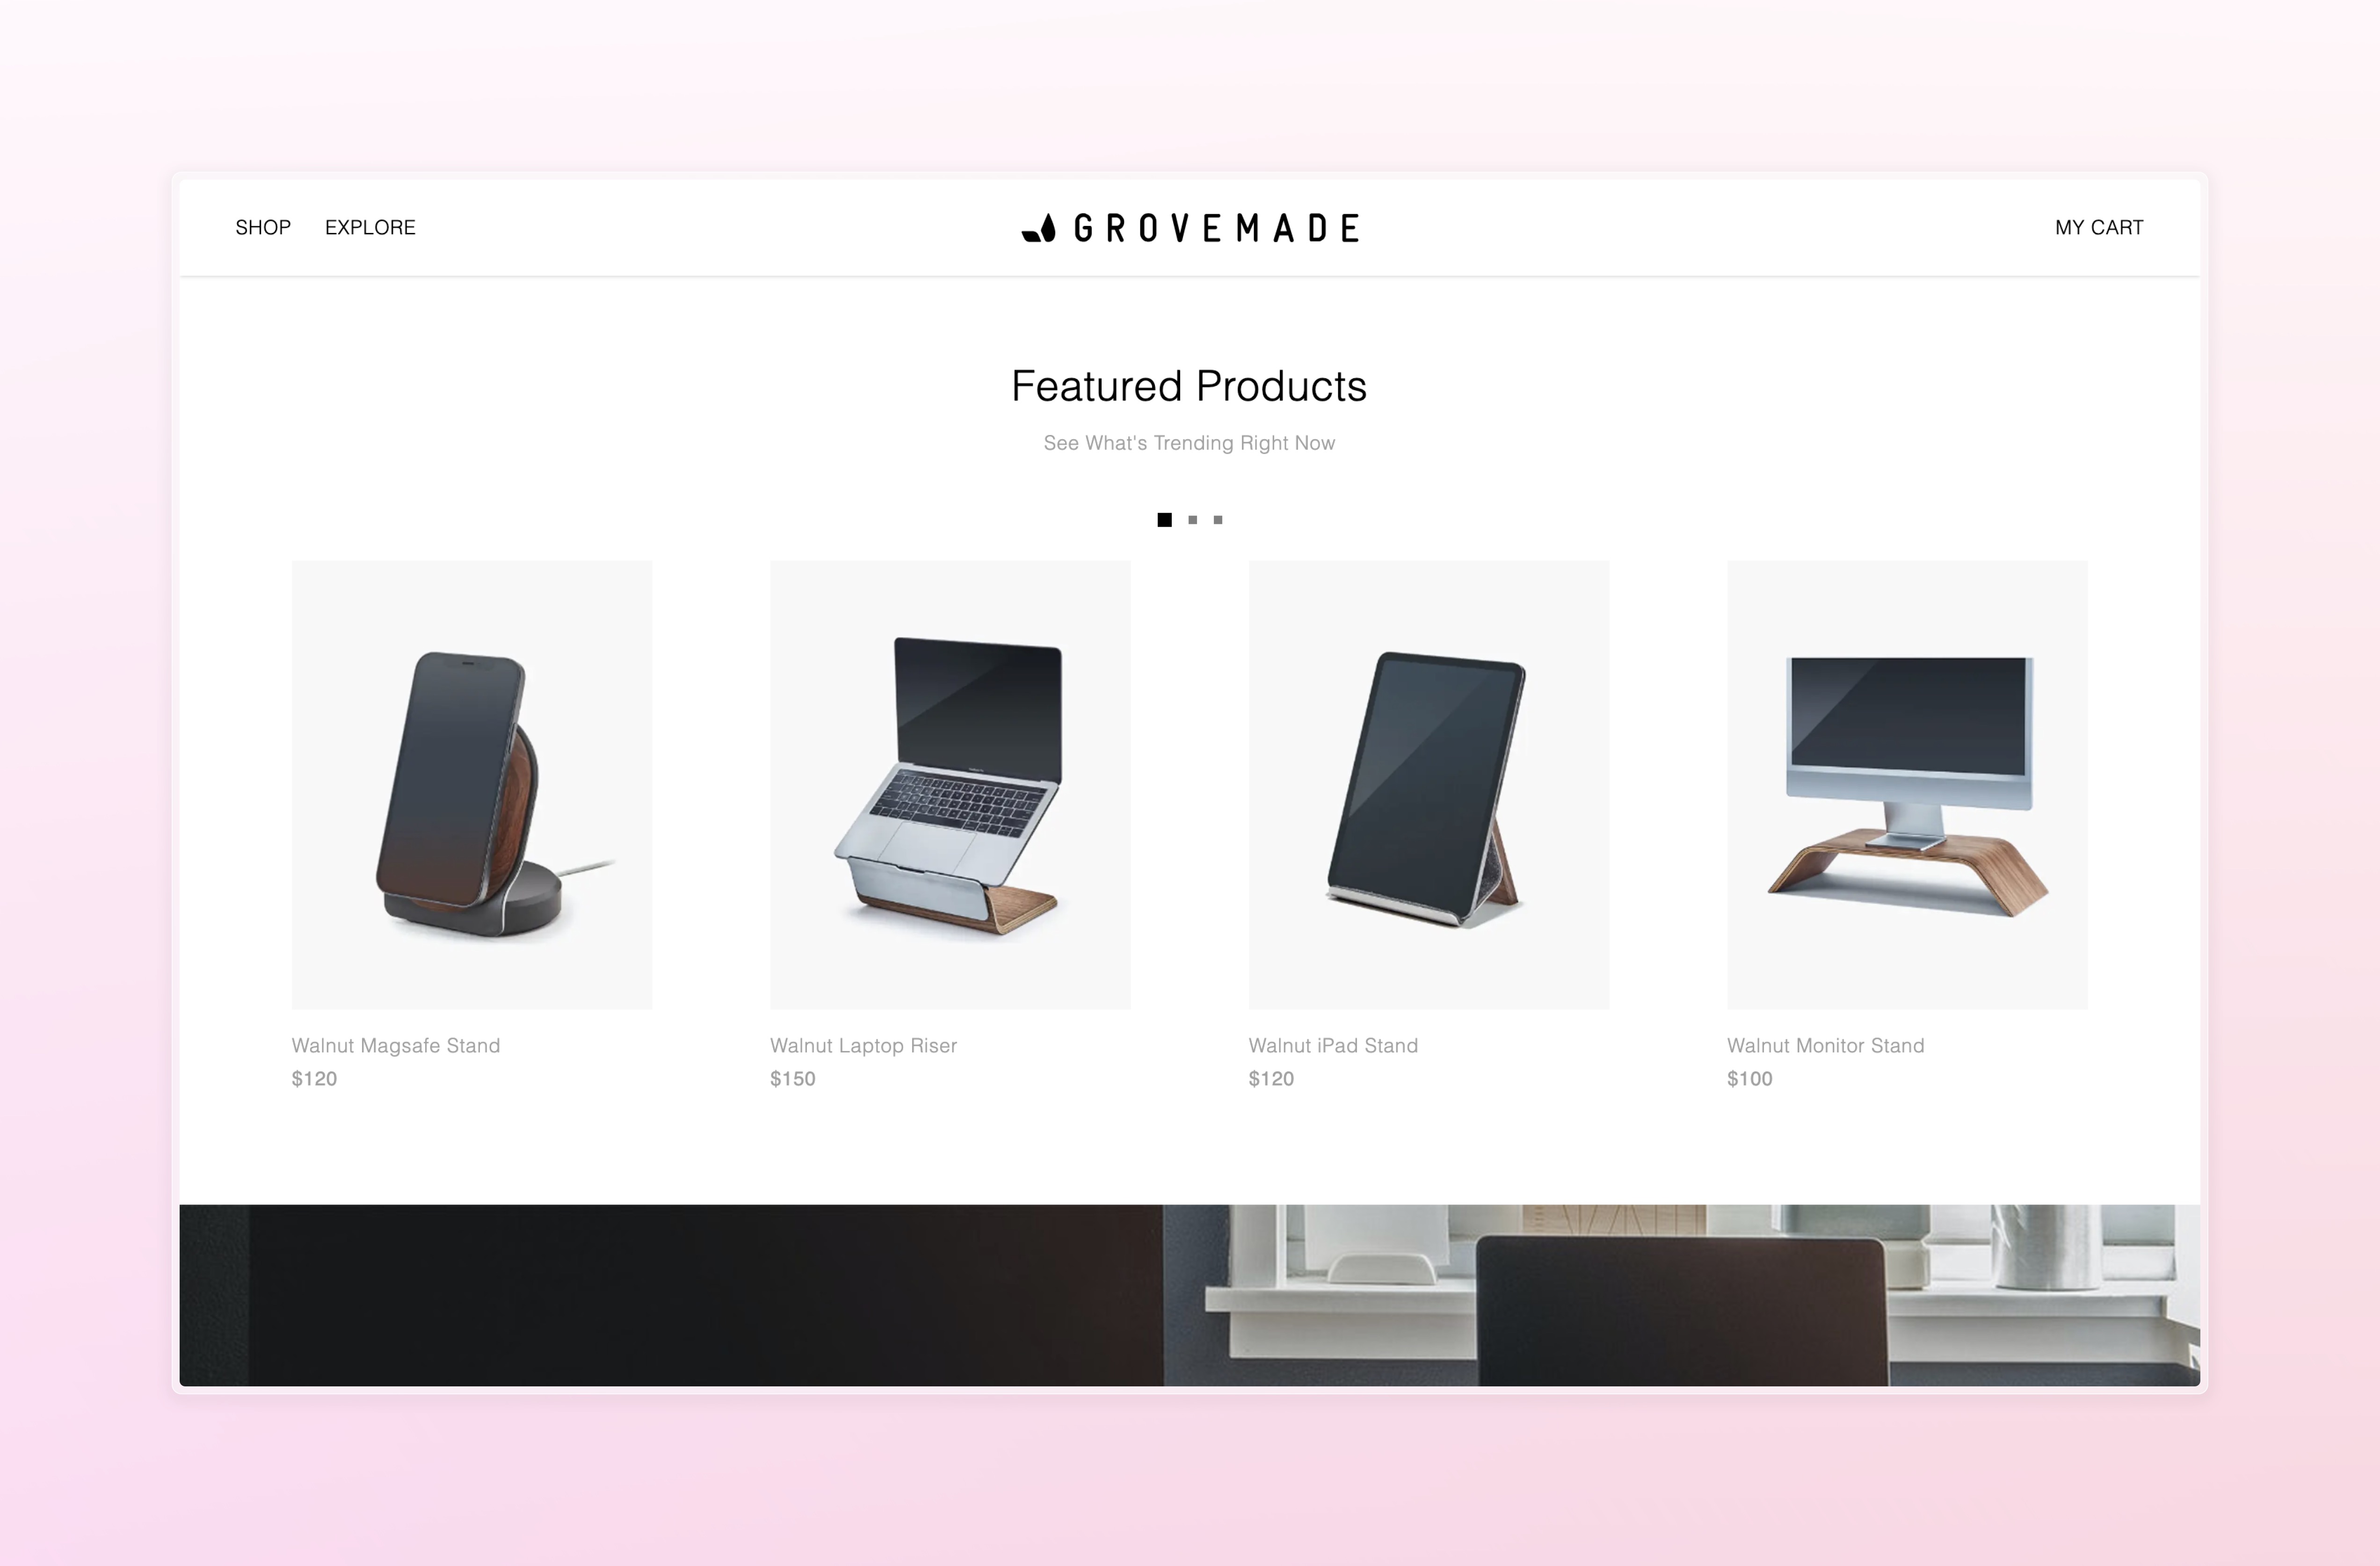 SHOP EXPLORE GROVEMADE MY CART
Featured Products
See What's Trending Right Now
Walnut Magsafe Stand
$120
Walnut Laptop Riser
$150
Walnut iPad Stand
$120
Walnut Monitor Stand
$100